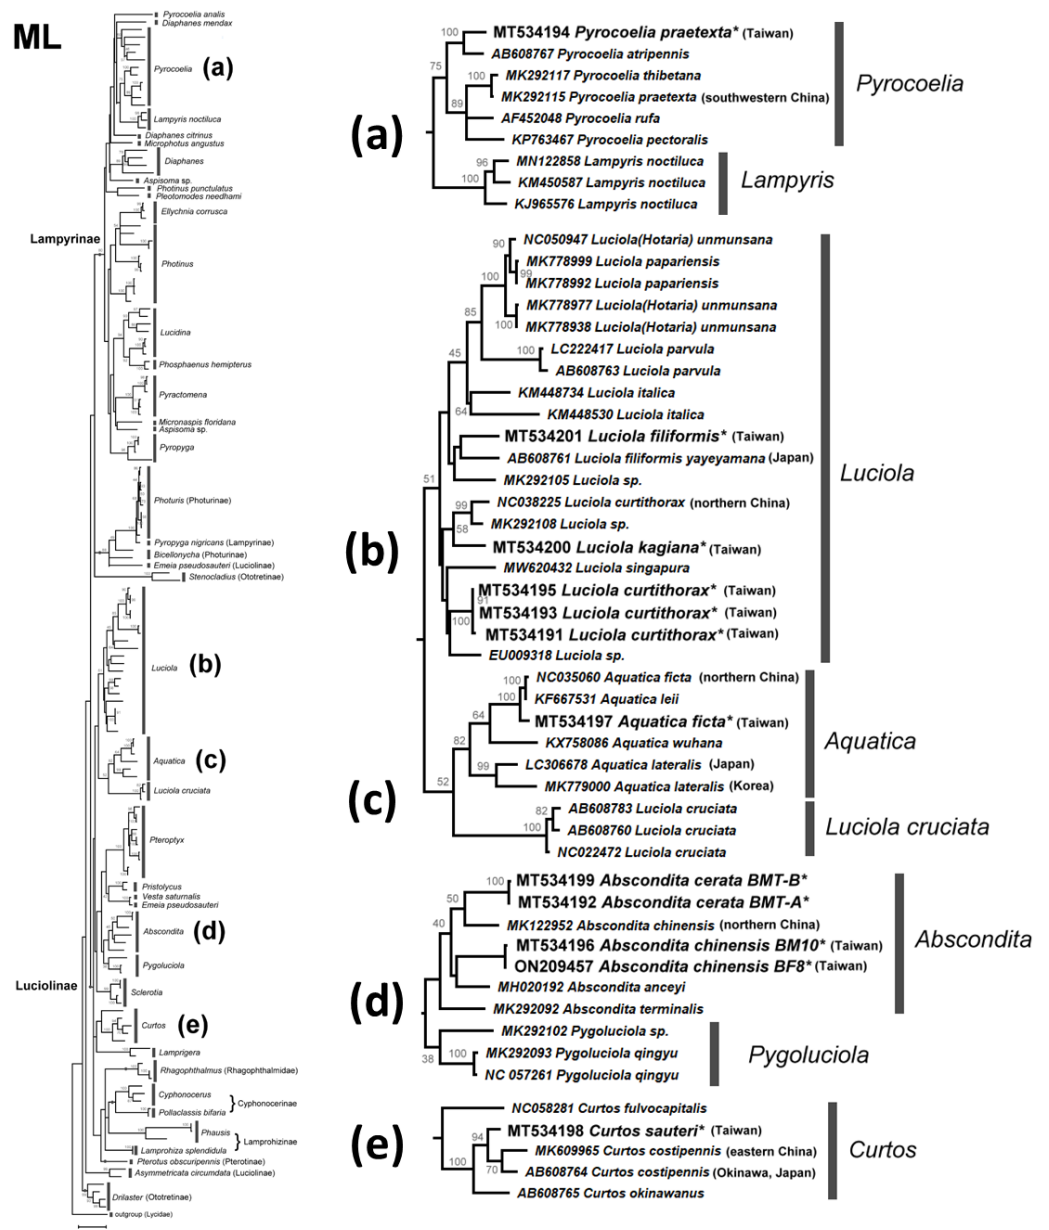 ML
Pyrocoelia analis
Diaphanes mendax
Pyrocoelia (a)
Lampyris noctiluca
Diaphanes citrinus
Microphotus angustus
Diaphanes
Aspisoma sp.
Photinus punctulatus
Pleotomodes needhami
Ellychnia corrusca
Lampyrinae
Photinus
Lucidina
Phosphaenus hemipterus
Pyractomena
Micronaspis floridana
Aspisoma sp.
Pyropyga
Photuris (Photurinae)
Pyropyga nigricans (Lampyrinae)
Bicellonycha (Photurinae)
Emeia pseudosauteri (Luciolinae)
Stenocladius (Ototretinae)
Luciola (b)
Aquatica (c)
Luciola cruciata
Pteroptyx
Pristolycus
Vesta saturnalis
Emeia pseudosauteri
Abscondita (d)
Pygoluciola
Luciolinae
Sclerotia
Curtos (e)
Lamprigera
Rhagophthalmus (Rhagophthalmidae)
Cyphonocerus
Cyphonocerinae
Pollaclassis bifaria
Phausis
Lamprohizinae
Lamprohiza splendidula
Pterotus obscuripennis (Pterotinae)
Asymmetricata circumdata (Luciolinae)
Drilaster (Ototretinae)
outgroup (Lycidae)
(a)
100
MT534194 Pyrocoelia praetexta* (Taiwan)
AB608767 Pyrocoelia atripennis
75
100
MK292117 Pyrocoelia thibetana
MK292115 Pyrocoelia praetexta (southwestern China)
89
AF452048 Pyrocoelia rufa
KP763467 Pyrocoelia pectoralis
Pyrocoelia
96
MN122858 Lampyris noctiluca
100
KM450587 Lampyris noctiluca
KJ965576 Lampyris noctiluca
Lampyris
(b)
90
NC050947 Luciola(Hotaria) unmunsana
MK778999 Luciola papariensis
100
99
MK778992 Luciola papariensis
MK778977 Luciola(Hotaria) unmunsana
100
MK778938 Luciola(Hotaria) unmunsana
85
100
LC222417 Luciola parvula
AB608763 Luciola parvula
45
KM448734 Luciola italica
64
KM448530 Luciola italica
MT534201 Luciola filiformis* (Taiwan)
AB608761 Luciola filiformis yayeyamana (Japan)
51
MK292105 Luciola sp.
99
NC038225 Luciola curtithorax (northern China)
58
MK292108 Luciola sp.
MT534200 Luciola kagiana* (Taiwan)
MW620432 Luciola singapura
MT534195 Luciola curtithorax* (Taiwan)
91
MT534193 Luciola curtithorax* (Taiwan)
100
MT534191 Luciola curtithorax* (Taiwan)
EU009318 Luciola sp.
Luciola
(c)
100
NC035060 Aquatica ficta (northern China)
100
KF667531 Aquatica leii
64
MT534197 Aquatica ficta* (Taiwan)
82
KX758086 Aquatica wuhana
99
LC306678 Aquatica lateralis (Japan)
52
MK779000 Aquatica lateralis (Korea)
Aquatica
82
AB608783 Luciola cruciata
100
AB608760 Luciola cruciata
NC022472 Luciola cruciata
Luciola cruciata
(d)
100
MT534199 Abscondita cerata BMT-B*
MT534192 Abscondita cerata BMT-A*
50
MK122952 Abscondita chinensis (northern China)
40
MT534196 Abscondita chinensis BM10* (Taiwan)
100
ON209457 Abscondita chinensis BF8* (Taiwan)
MH020192 Abscondita anceyi
MK292092 Abscondita terminalis
Abscondita
MK292102 Pygoluciola sp.
38
100
MK292093 Pygoluciola qingyu
NC 057261 Pygoluciola qingyu
Pygoluciola
(e)
NC058281 Curtos fulvocapitalis
94
MT534198 Curtos sauteri* (Taiwan)
MK609965 Curtos costipennis (eastern China)
100
70
AB608764 Curtos costipennis (Okinawa, Japan)
AB608765 Curtos okinawanus
Curtos